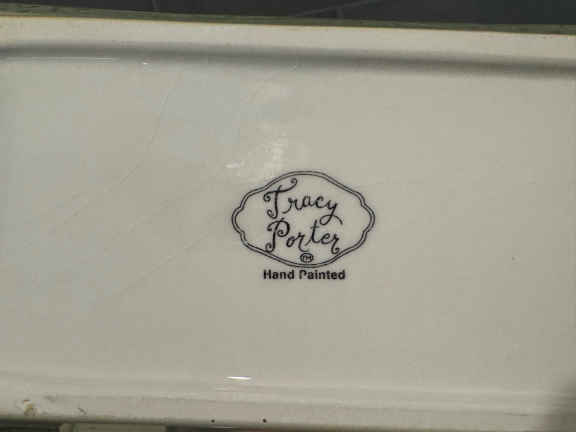 Tracy
Porter
TM
Hand Painted